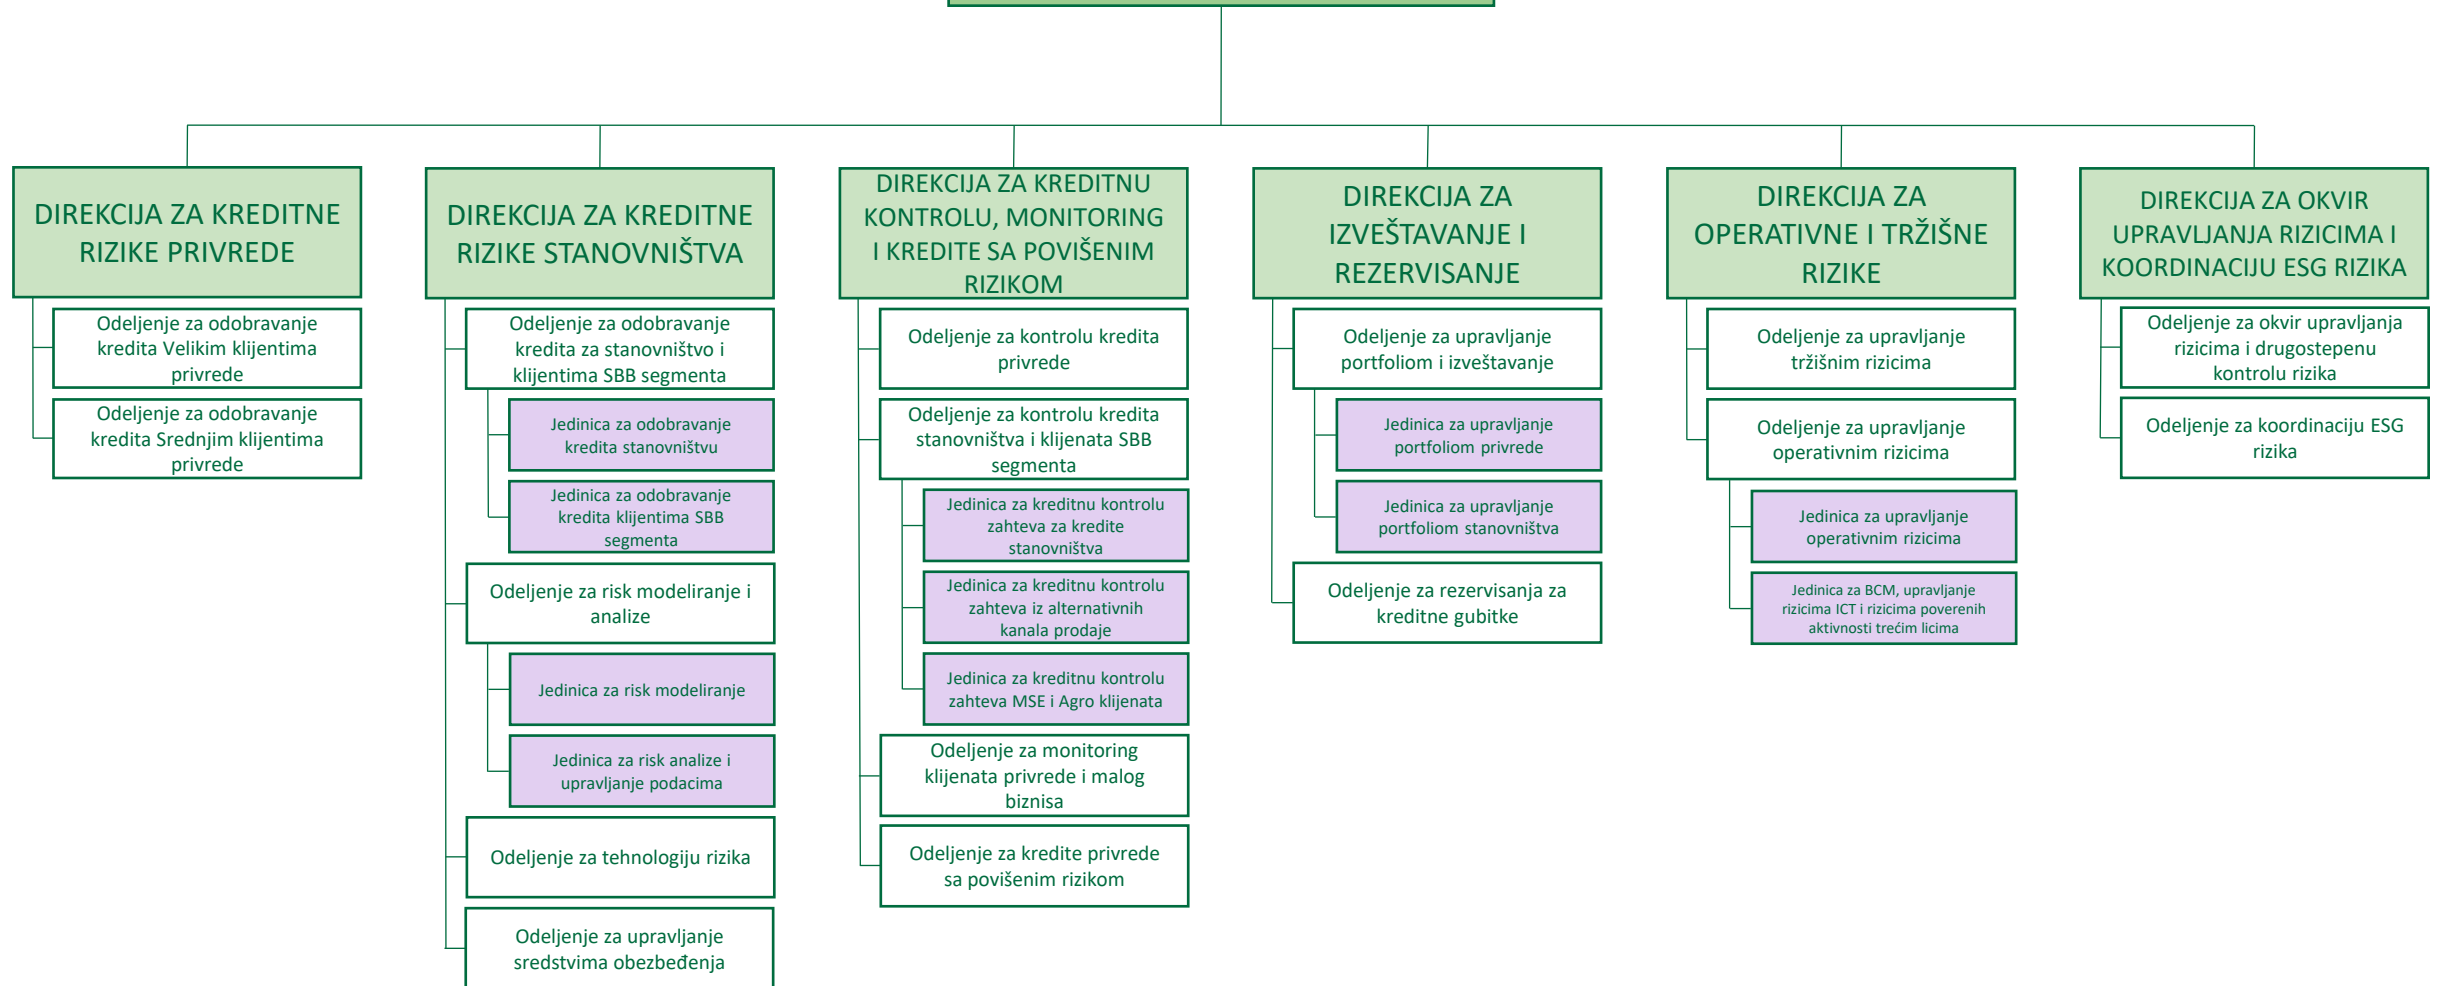 DIREKCIJA ZA KREDITNE
RIZIKE PRIVREDE
Odeljenje za odobravanje
kredita Velikim klijentima
privrede
Odeljenje za odobravanje
kredita Srednjim klijentima
privrede
DIREKCIJA ZA KREDITNE
RIZIKE STANOVNIŠTVA
Odeljenje za odobravanje
kredita za stanovništvo i
klijentima SBB segmenta
Jedinica za odobravanje
kredita stanovništvu
Jedinica za odobravanje
kredita klijentima SBB
segmenta
Odeljenje za risk modeliranje i
analize
Jedinica za risk modeliranje
Jedinica za risk analize i
upravljanje podacima
Odeljenje za tehnologiju rizika
Odeljenje za upravljanje
sredstvima obezbeđenja
DIREKCIJA ZA KREDITNU
KONTROLU, MONITORING
I KREDITE SA POVIŠENIM
RIZIKOM
Odeljenje za kontrolu kredita
privrede
Odeljenje za kontrolu kredita
stanovništva i klijenata SBB
segmenta
Jedinica za kreditnu kontrolu
zahteva za kredite
stanovništva
Jedinica za kreditnu kontrolu
zahteva iz alternativnih
kanala prodaje
Jedinica za kreditnu kontrolu
zahteva MSE i Agro klijenata
Odeljenje za monitoring
klijenata privrede i malog
biznisa
Odeljenje za kredite privrede
sa povišenim rizikom
DIREKCIJA ZA
IZVEŠTAVANJE I
REZERVISANJE
Odeljenje za upravljanje
portfoliom i izveštavanje
Jedinica za upravljanje
portfoliom privrede
Jedinica za upravljanje
portfoliom stanovništva
Odeljenje za rezervisanja za
kreditne gubitke
DIREKCIJA ZA
OPERATIVNE I TRŽIŠNE
RIZIKE
Odeljenje za upravljanje
tržišnim rizicima
Odeljenje za upravljanje
operativnim rizicima
Jedinica za upravljanje
operativnim rizicima
Jedinica za BCM, upravljanje
rizicima ICT i rizicima poverenih
aktivnosti trećim licima
DIREKCIJA ZA OKVIR
UPRAVLJANJA RIZICIMA I
KOORDINACIJU ESG RIZIKA
Odeljenje za okvir upravljanja
rizicima i drugostepenu
kontrolu rizika
Odeljenje za koordinaciju ESG
rizika